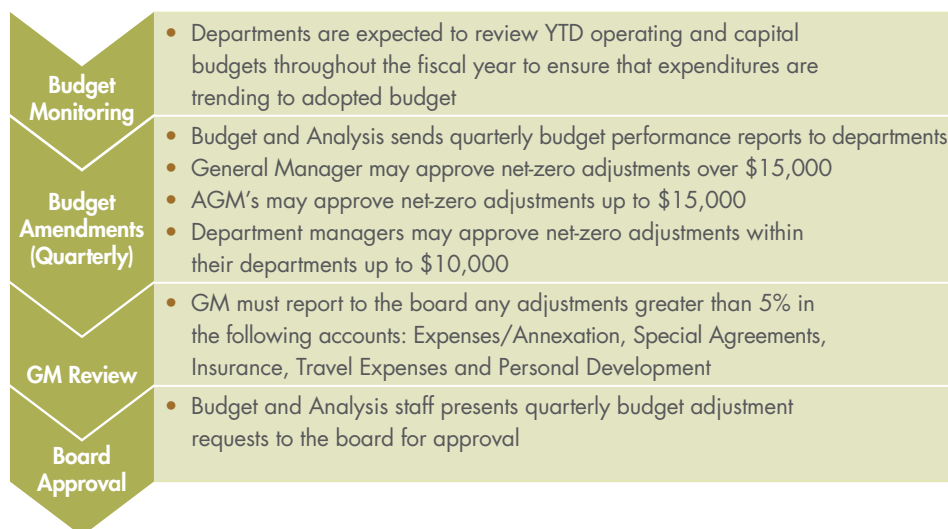 Budget
Monitoring
• Departments are expected to review YTD operating and capital
budgets throughout the fiscal year to ensure that expenditures are
trending to adopted budget
Budget
Amendments
(Quarterly)
• Budget and Analysis sends quarterly budget performance reports to departments
• General Manager may approve net-zero adjustments over $15,000
• AGM’s may approve net-zero adjustments up to $15,000
• Department managers may approve net-zero adjustments within
their departments up to $10,000
GM Review
• GM must report to the board any adjustments greater than 5% in
the following accounts: Expenses/Annexation, Special Agreements,
Insurance, Travel Expenses and Personal Development
Board
Approval
• Budget and Analysis staff presents quarterly budget adjustment
requests to the board for approval